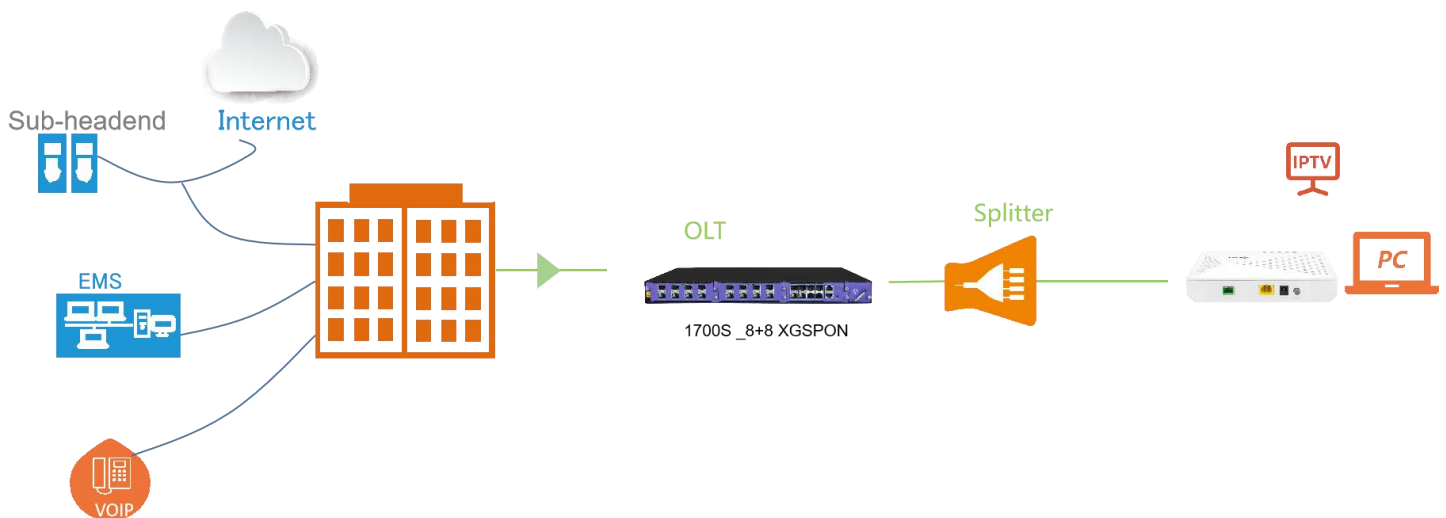 Sub-headend
Internet
EMS
VOIP
OLT
1700S _8+8 XGSPON
Splitter
IPTV
PC